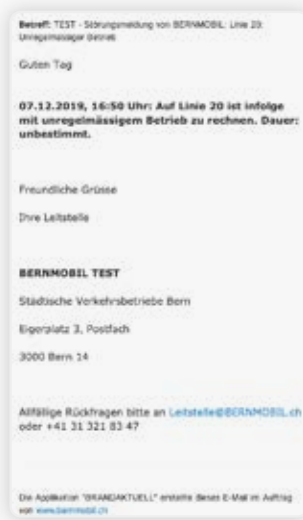 Betreff: TEST - Störungsmeldung von BERNMOBIL: Linie 20:
Unregelmässiger Betrieb
Guten Tag
07.12.2019, 16:50 Uhr: Auf Linie 20 ist infolge
mit unregelmässigem Betrieb zu rechnen. Dauer:
unbestimmt.
Freundliche Grüsse
Ihre Leitstelle
BERNMOBIL TEST
Städtische Verkehrsbetriebe Bern
Eigerplatz 3, Postfach
3000 Bern 14
Allfällige Rückfragen bitte an Leitstelle@BERNMOBIL.ch
oder +41 31 321 83 47
Die Applikation "BRANDAKTUELL" erstellte dieses E-Mail im Auftrag
von www.bernmobil.ch